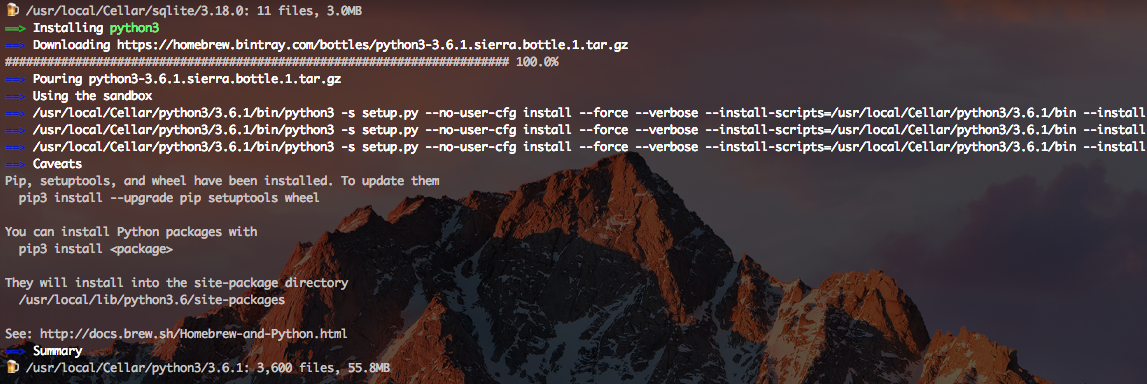 /usr/local/Cellar/sqlite/3.18.0: 11 files, 3.0MB
==> Installing python3
==> Downloading https://homebrew.bintray.com/bottles/python3-3.6.1.sierra.bottle.1.tar.gz
######################################################################## 100.0%
==> Pouring python3-3.6.1.sierra.bottle.1.tar.gz
==> Using the sandbox
==> /usr/local/Cellar/python3/3.6.1/bin/python3 -s setup.py --no-user-cfg install --force --verbose --install-scripts=/usr/local/Cellar/python3/3.6.1/bin --install
==> /usr/local/Cellar/python3/3.6.1/bin/python3 -s setup.py --no-user-cfg install --force --verbose --install-scripts=/usr/local/Cellar/python3/3.6.1/bin --install
==> /usr/local/Cellar/python3/3.6.1/bin/python3 -s setup.py --no-user-cfg install --force --verbose --install-scripts=/usr/local/Cellar/python3/3.6.1/bin --install
==> Caveats
Pip, setuptools, and wheel have been installed. To update them
  pip3 install --upgrade pip setuptools wheel

You can install Python packages with
  pip3 install <package>

They will install into the site-package directory
  /usr/local/lib/python3.6/site-packages

See: http://docs.brew.sh/Homebrew-and-Python.html
==> Summary
/usr/local/Cellar/python3/3.6.1: 3,600 files, 55.8MB